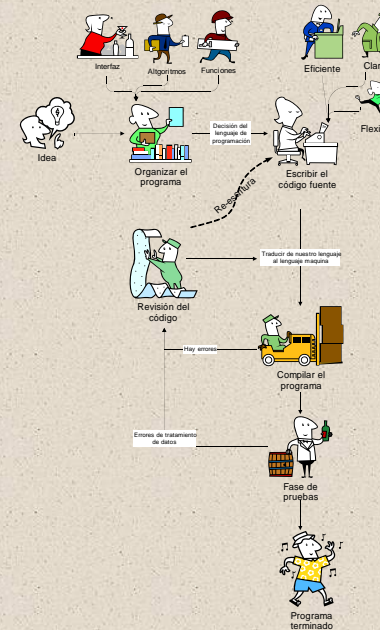 Interfaz
Altgoritmos
Funciones
Eficiente
Idea
Organizar el
programa
Decisión del
lenguaje de
programación
Escribir el
código fuente
Re-escritura
Revisión del
código
Traducir de nuestro lenguaje
al lenguaje maquina
Hay errores
Compilar el
programa
Errores de tratamiento
de datos
Fase de
pruebas
Programa
terminado